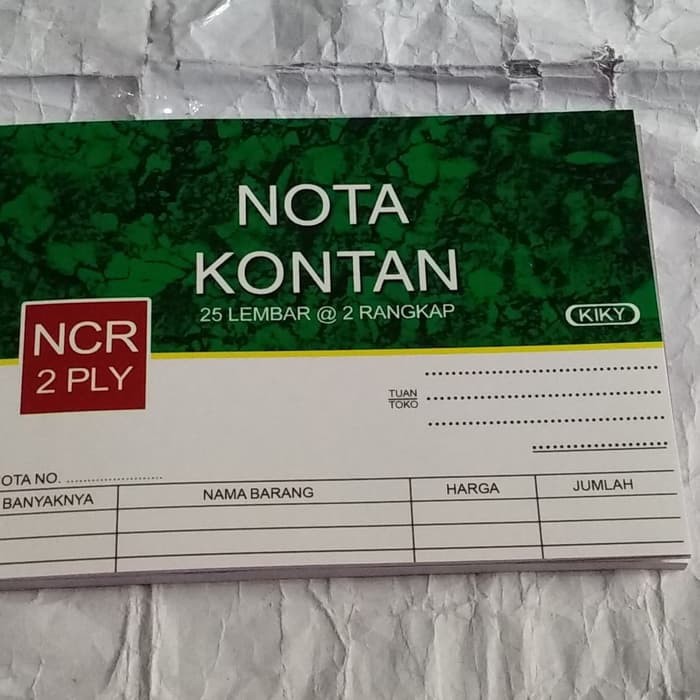 NOTA
KONTAN
25 LEMBAR @ 2 RANGKAP
KIKY
NCR
2 PLY
TUAN
TOKO
OTA NO.
BANYAKNYA
NAMA BARANG
HARGA
JUMLAH